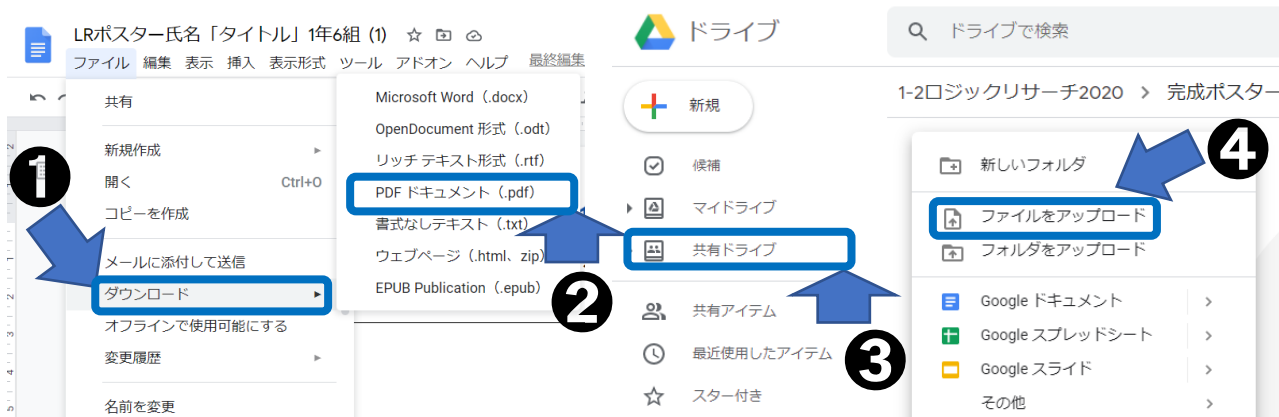 LRポスター氏名「タイトル」1年6組 (1)
ファイル 編集 表示 挿入 表示形式 ツール アドオン ヘルプ 最終編集
共有
新規作成
開く Ctrl+O
コピーを作成
メールに添付して送信
ダウンロード
オフラインで使用可能にする
変更履歴
名前を変更
Microsoft Word（.docx）
OpenDocument 形式（.odt）
リッチ テキスト形式（.rtf）
PDF ドキュメント（.pdf）
書式なしテキスト（.txt）
ウェブページ（.html、zip）
EPUB Publication（.epub）
1
2
ドライブ
ドライブで検索
新規
候補
マイドライブ
共有ドライブ
共有アイテム
最近使用したアイテム
スター付き
3
1-2ロジックリサーチ2020 > 完成ポスター
新しいフォルダ
ファイルをアップロード
フォルダをアップロード
Google ドキュメント
Google スプレッドシート
Google スライド
その他
4